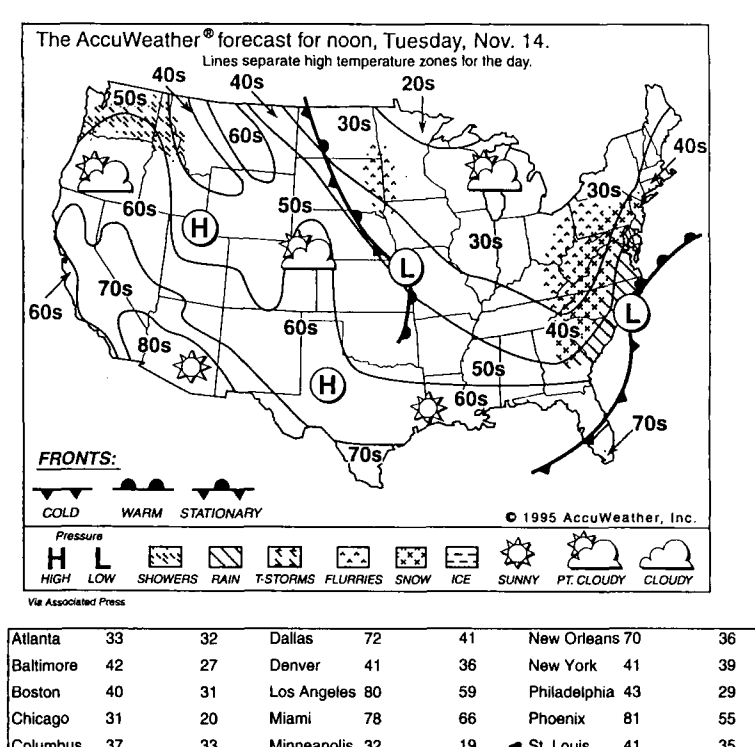 The AccuWeather® forecast for noon, Tuesday, Nov. 14.
Lines separate high temperature zones for the day.
40s 40s 20s
50s 30s
60s
40s
30s
60s 50s
H
30s
L
70s
60s
L
80s 60s 40s
50s
H
60s
70s
70s
FRONTS:
COLD WARM STATIONARY
© 1995 AccuWeather, Inc.
Pressure
H L
HIGH LOW SHOWERS RAIN T-STORMS FLURRIES SNOW ICE SUNNY PT. CLOUDY CLOUDY
Via Associated Press
Atlanta 33 32 Dallas 72 41 New Orleans 70 36
Baltimore 42 27 Denver 41 36 New York 41 39
Boston 40 31 Los Angeles 80 59 Philadelphia 43 29
Chicago 31 20 Miami 78 66 Phoenix 81 55
Columbus 37 33 Minneapolis 32 19 St. Louis 41 35